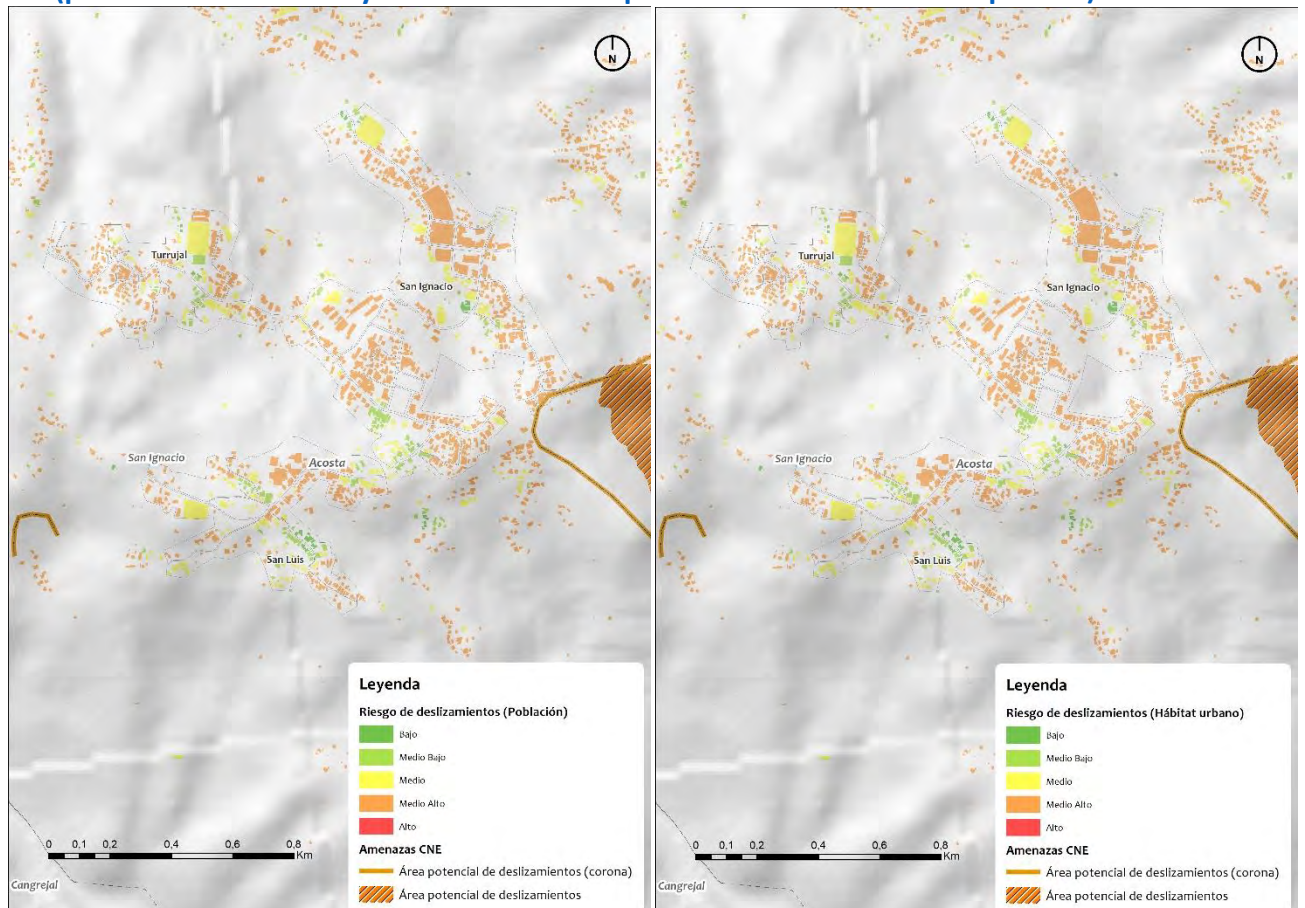 N
Turrujal
San Ignacio
San Ignacio
Acosta
San Luis
Leyenda
Riesgo de deslizamientos (Población)
Bajo
Medio Bajo
Medio
Medio Alto
Alto
Amenazas CNE
Área potencial de deslizamientos (corona)
Área potencial de deslizamientos
0 0,1 0,2 0,4 0,6 0,8
Km
Cangrejal
N
Turrujal
San Ignacio
San Ignacio
Acosta
San Luis
Leyenda
Riesgo de deslizamientos (Hábitat urbano)
Bajo
Medio Bajo
Medio
Medio Alto
Alto
Amenazas CNE
Área potencial de deslizamientos (corona)
Área potencial de deslizamientos
0 0,1 0,2 0,4 0,6 0,8
Km
Cangrejal